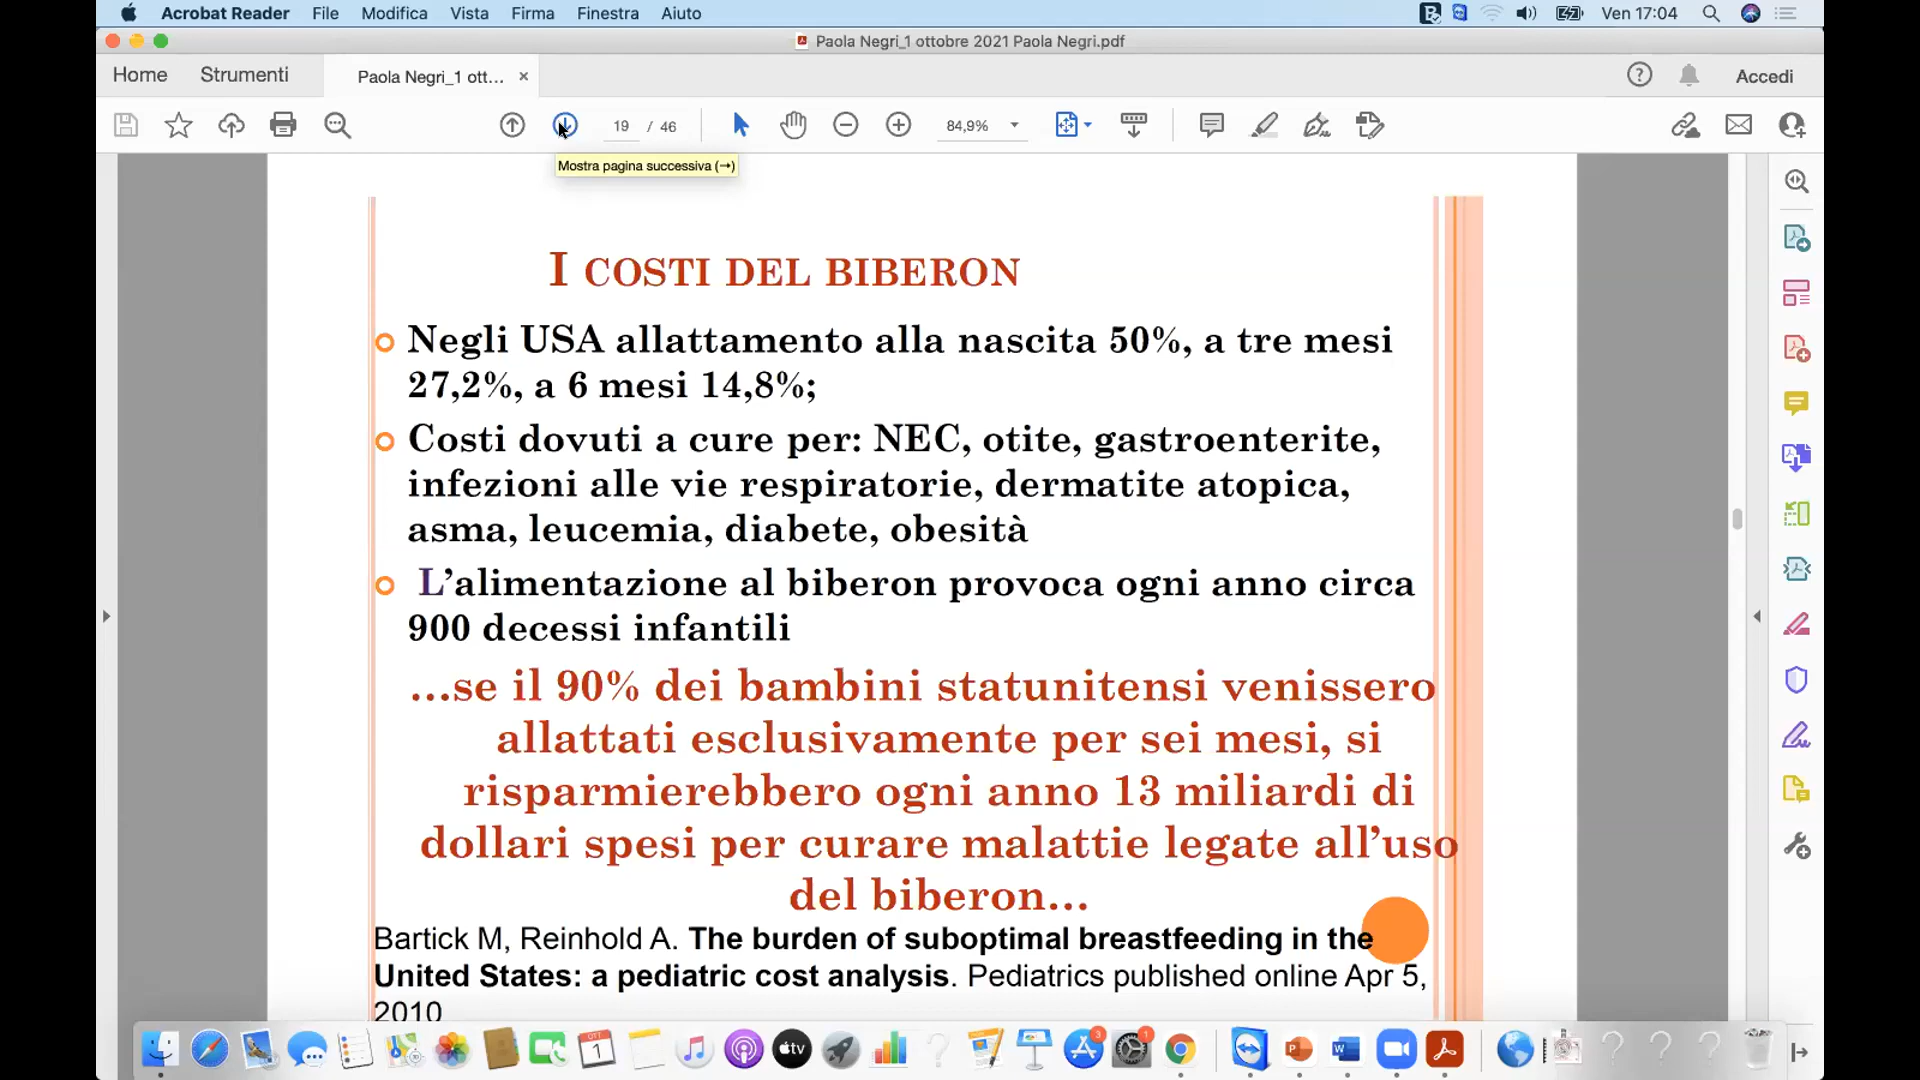 Acrobat Reader File Modifica Vista Firma Finestra Aiuto Ven 17:04
Paola Negri_1 ottobre 2021 Paola Negri.pdf
Home Strumenti Paola Negri_1 ott... × Accedi
19 / 46 84,9%
Mostra pagina successiva (→)
I COSTI DEL BIBERON
Negli USA allattamento alla nascita 50%, a tre mesi
27,2%, a 6 mesi 14,8%;
Costi dovuti a cure per: NEC, otite, gastroenterite,
infezioni alle vie respiratorie, dermatite atopica,
asma, leucemia, diabete, obesità
L’alimentazione al biberon provoca ogni anno circa
900 decessi infantili
…se il 90% dei bambini statunitensi venissero
allattati esclusivamente per sei mesi, si
risparmierebbero ogni anno 13 miliardi di
dollari spesi per curare malattie legate all’uso
del biberon…
Bartick M, Reinhold A. The burden of suboptimal breastfeeding in the
United States: a pediatric cost analysis. Pediatrics published online Apr 5,
2010
OTT
1
tv
3
1
P
W